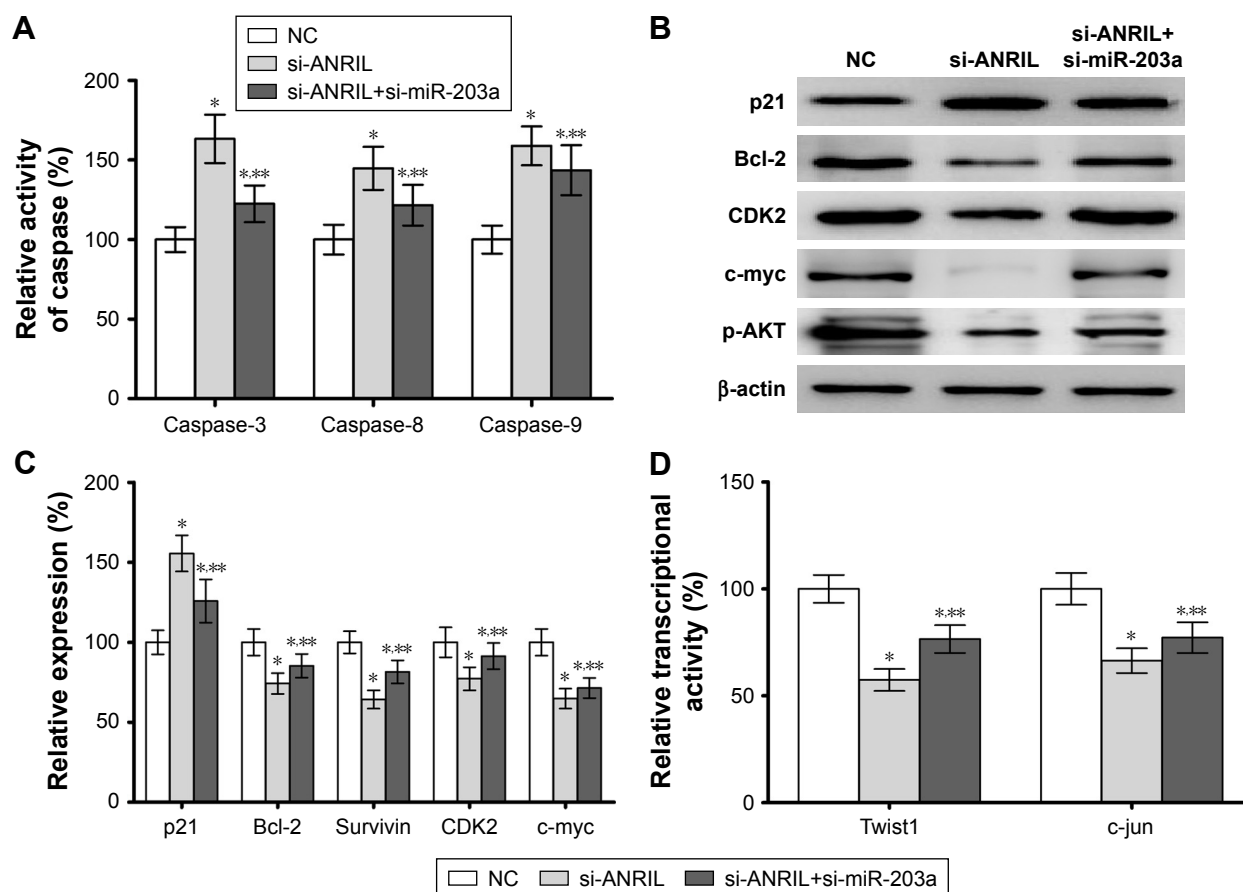 A
NC
si-ANRIL
si-ANRIL+si-miR-203a
Relative activity
of caspase (%)
200
150
100
50
0
*
*,**
*
*,**
*
*,**
Caspase-3
Caspase-8
Caspase-9
B
NC
si-ANRIL
si-ANRIL+
si-miR-203a
p21
Bcl-2
CDK2
c-myc
p-AKT
β-actin
C
Relative expression (%)
200
150
100
50
0
*
*,**
*
*,**
*
*,**
*
*,**
*
*,**
p21
Bcl-2
Survivin
CDK2
c-myc
D
Relative transcriptional
activity (%)
150
100
50
0
*
*,**
*
*,**
Twist1
c-jun
NC
si-ANRIL
si-ANRIL+si-miR-203a